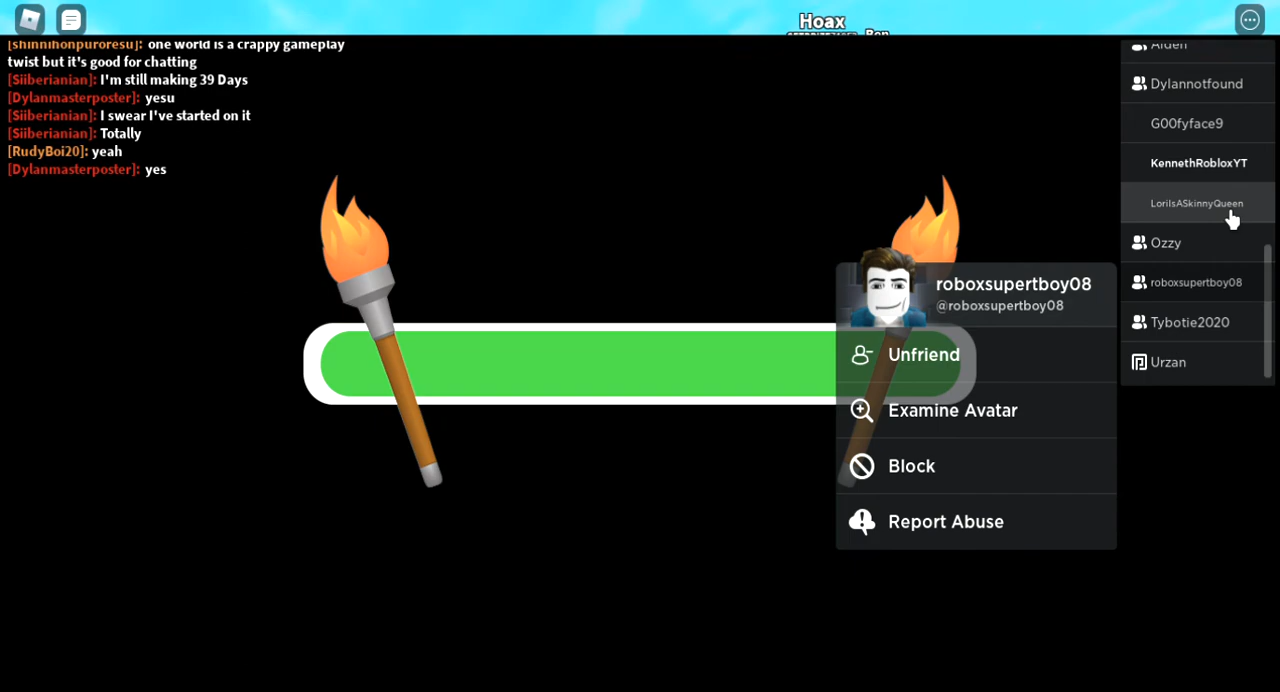 Hoax
[shinnihonpuroresu]: one world is a crappy gameplay
twist but it's good for chatting
[Siiberianian]: I'm still making 39 Days
[Dylanmasterposter]: yesu
[Siiberianian]: I swear I've started on it
[Siiberianian]: Totally
[RudyBoi20]: yeah
[Dylanmasterposter]: yes
Aiden
Dylannotfound
G00fyface9
KennethRobloxYT
LorilsASkinnyQueen
Ozzy
roboxsupertboy08
Tybotie2020
Urzan
roboxsupertboy08
@roboxsupertboy08
Unfriend
Examine Avatar
Block
Report Abuse